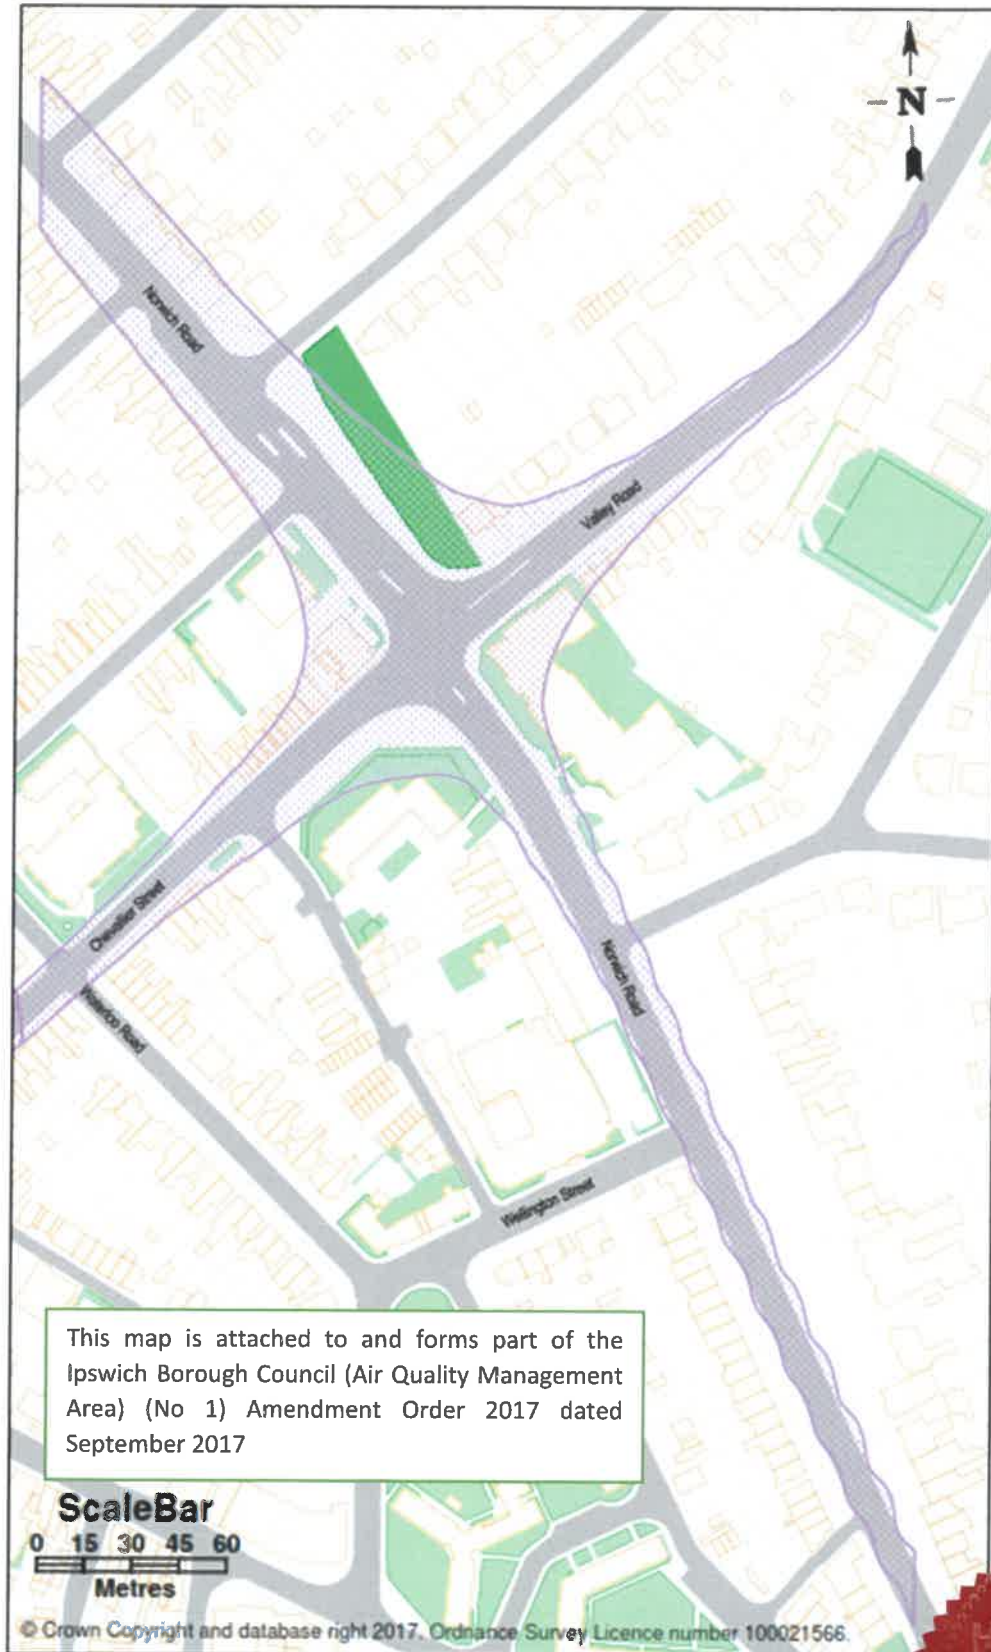 N
Norwich Road
Valley Road
Chevallier Street
Waterloo Road
Norwich Road
Wellington Street
This map is attached to and forms part of the
Ipswich Borough Council (Air Quality Management
Area) (No 1) Amendment Order 2017 dated
September 2017
ScaleBar
0 15 30 45 60
Metres
© Crown Copyright and database right 2017. Ordnance Survey Licence number 100021566.